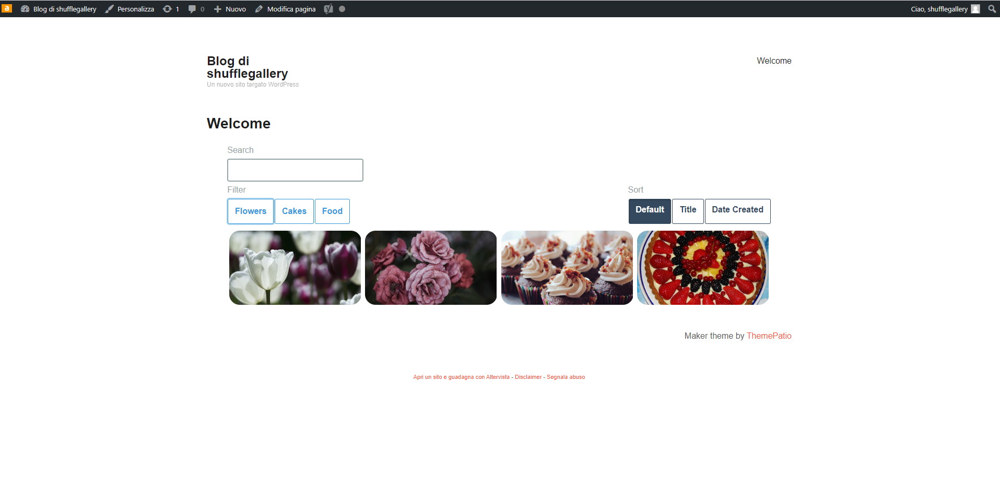 a Blog di shufflegallery Personalizza 1 0 Nuovo Modifica pagina Ciao, shufflegallery
Blog di
shufflegallery
Un nuovo sito targato WordPress
Welcome
Welcome
Search
Filter
Sort
Flowers Cakes Food
Default Title Date Created
Maker theme by ThemePatio
Apri un sito e guadagna con Altervista - Disclaimer - Segnala abuso